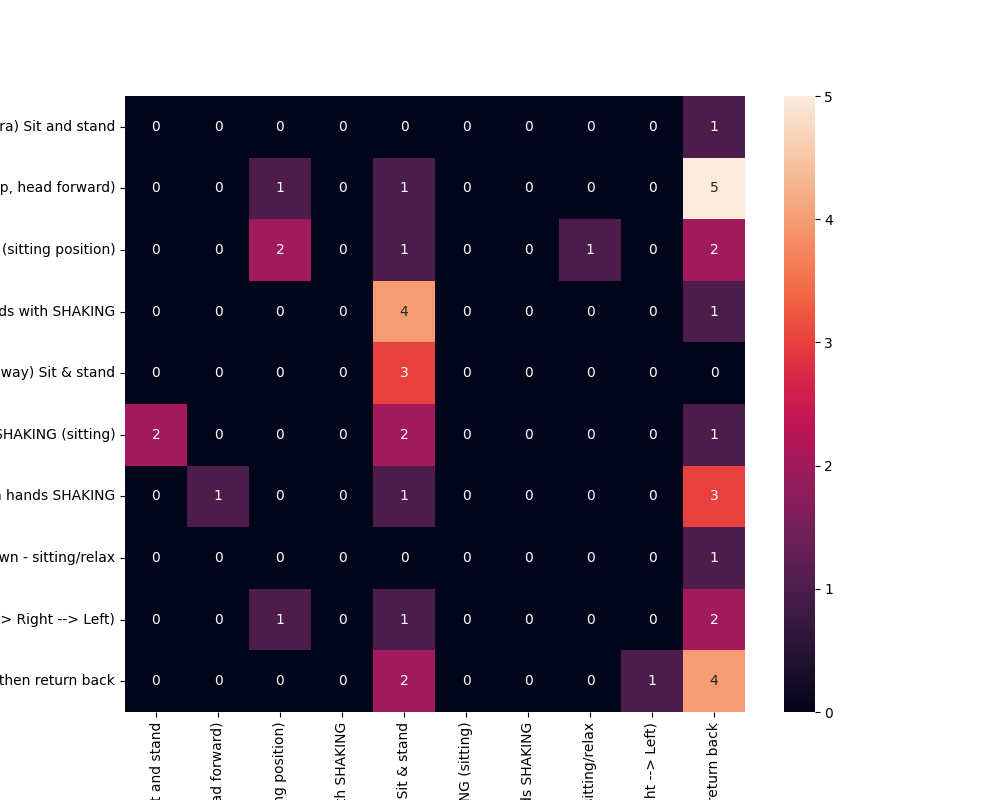 ra) Sit and stand 0 0 0 0 0 0 0 0 0 1
p, head forward) 0 0 1 0 1 0 0 0 0 5
(sitting position) 0 0 2 0 1 0 0 1 0 2
ds with SHAKING 0 0 0 0 4 0 0 0 0 1
way) Sit & stand 0 0 0 0 3 0 0 0 0 0
SHAKING (sitting) 2 0 0 0 2 0 0 0 0 1
hands SHAKING 0 1 0 0 1 0 0 0 0 3
wn - sitting/relax 0 0 0 0 0 0 0 0 0 1
> Right --> Left) 0 0 1 0 1 0 0 0 0 2
then return back 0 0 0 0 2 0 0 0 1 4
t and stand
ad forward)
ng position)
th SHAKING
Sit & stand
NG (sitting)
ds SHAKING
sitting/relax
ht --> Left)
return back
5
4
3
2
1
0